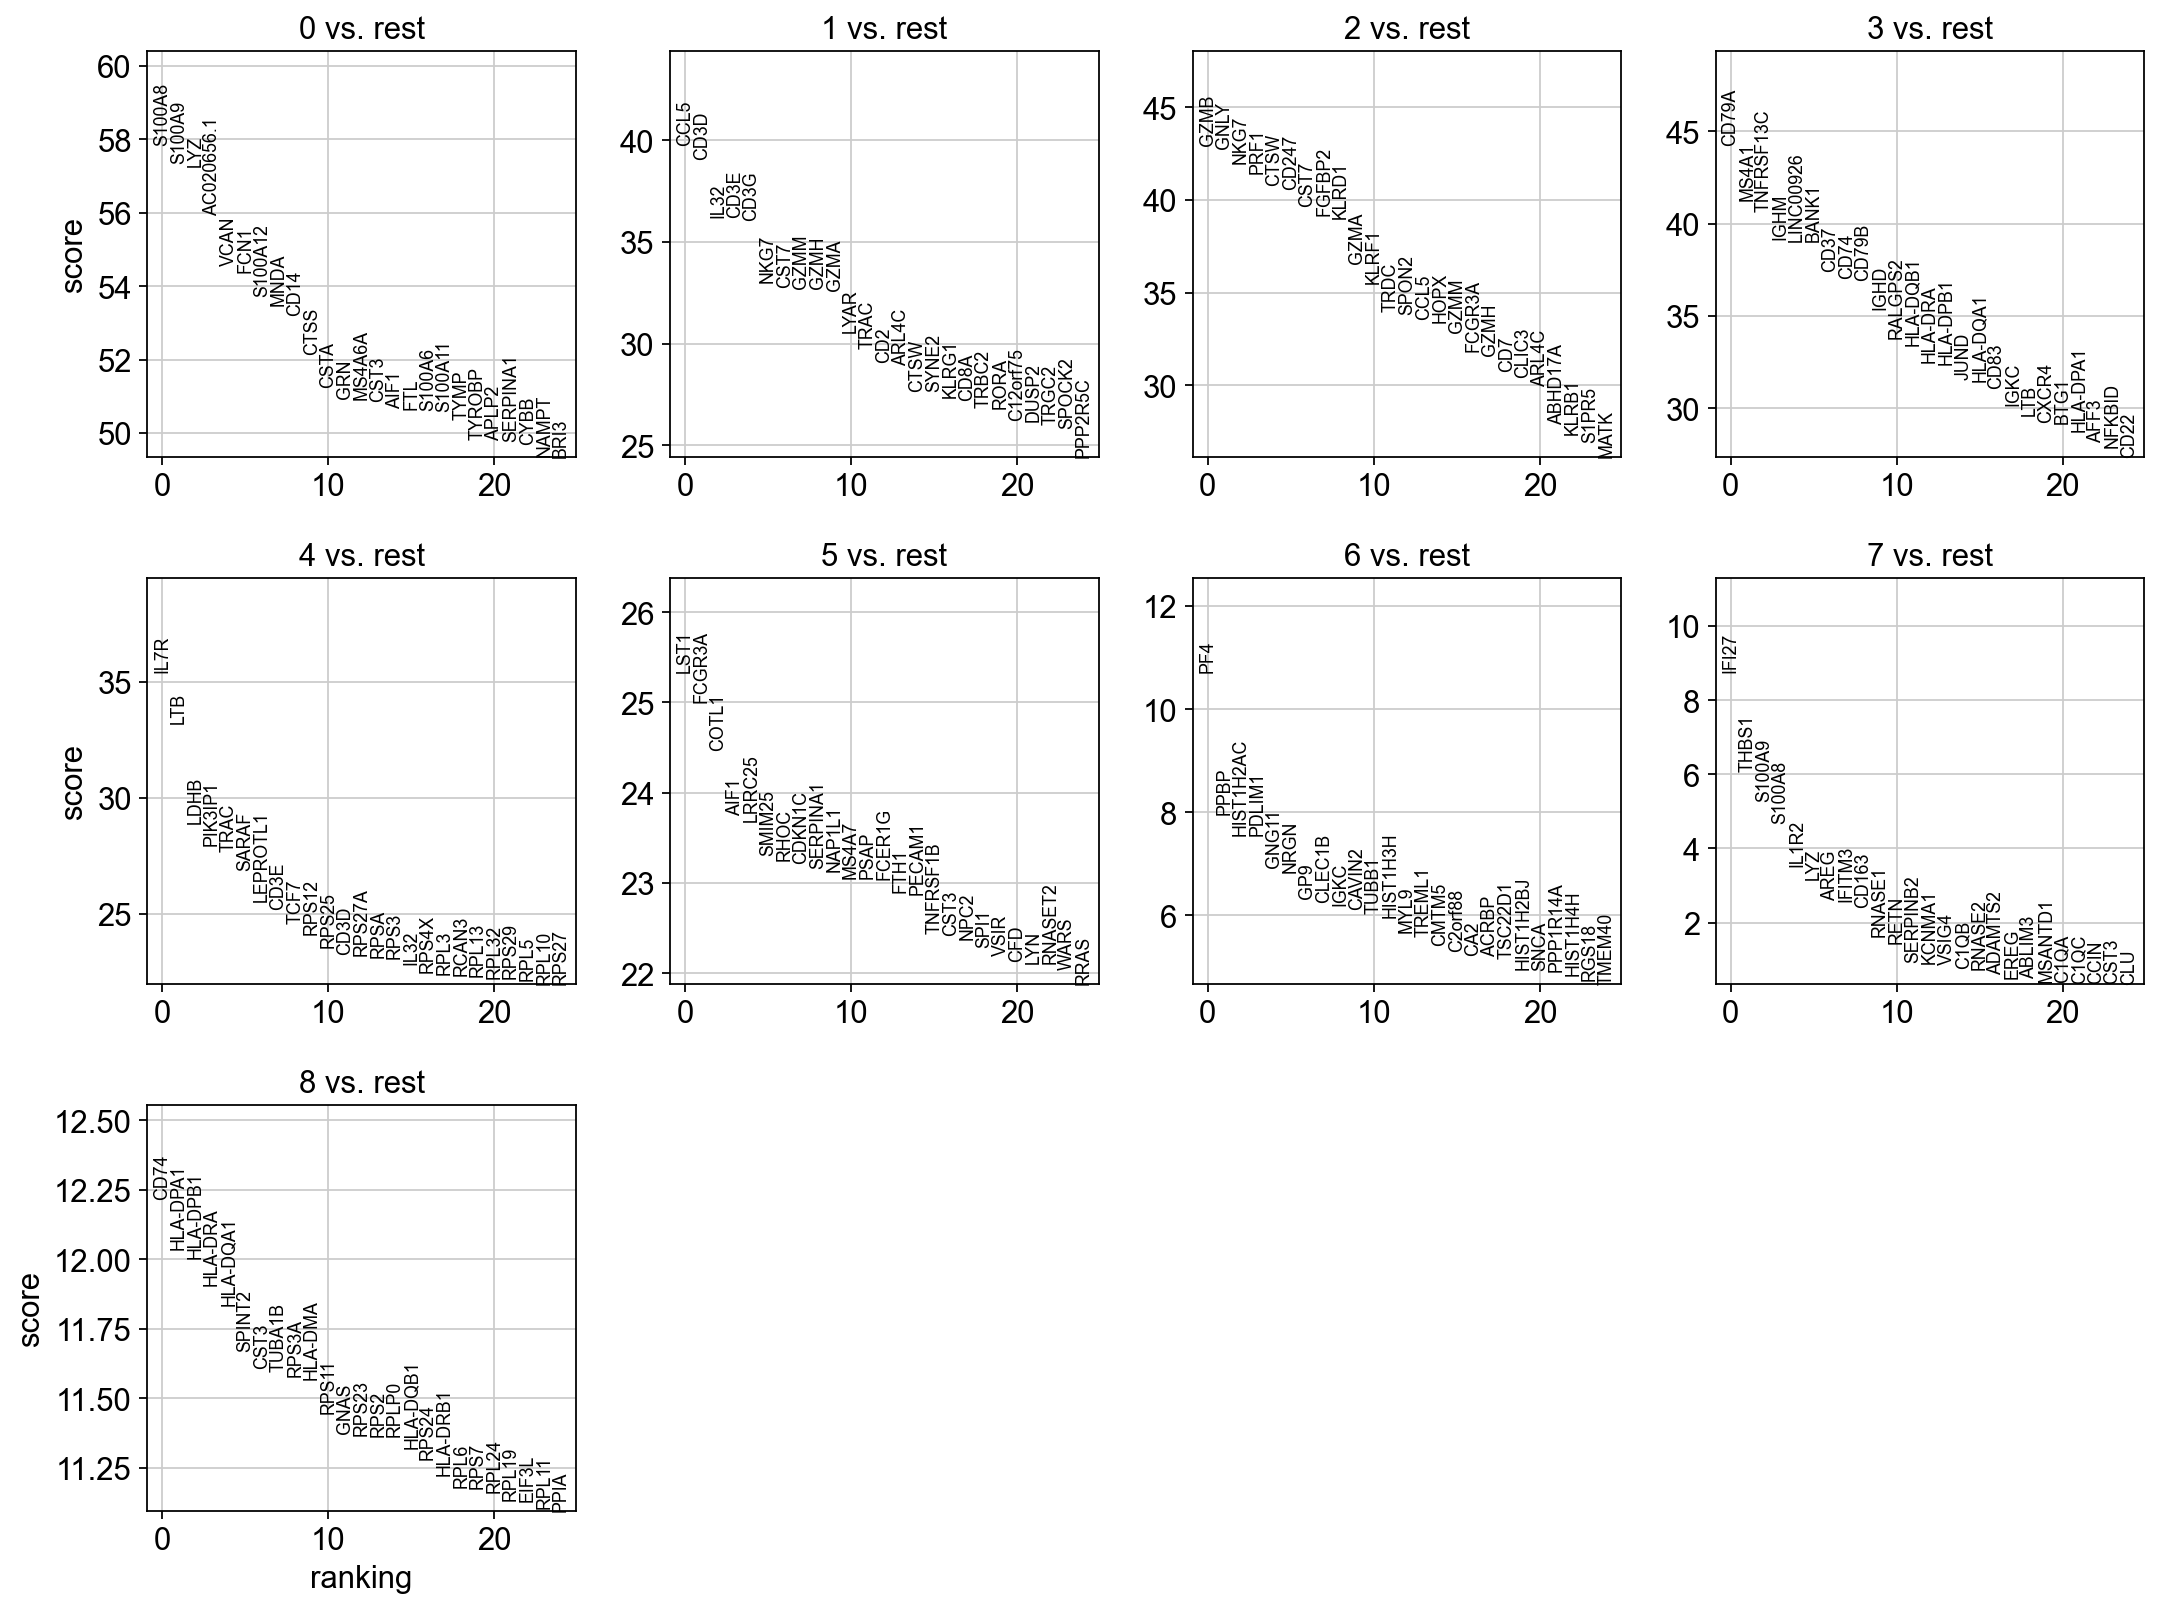 0 vs. rest
1 vs. rest
2 vs. rest
3 vs. rest
score
60
58
56
54
52
50
S100A8
S100A9
LYZ
AC020656.1
VCAN
FCN1
S100A12
MNDA
CD14
CTSS
CSTA
GRN
MS4A6A
CST3
AIF1
FTL
S100A6
S100A11
TYMP
TYROBP
APLP2
SERPINA1
CYBB
NAMPT
BRI3
0
10
20
40
35
30
25
CCL5
CD3D
IL32
CD3E
CD3G
NKG7
CST7
GZMM
GZMH
GZMA
LYAR
TRAC
CD2
ARL4C
CTSW
SYNE2
KLRG1
CD8A
TRBC2
RORA
C12orf75
DUSP2
TRGC2
SPOCK2
PPP2R5C
0
10
20
45
40
35
30
GZMB
GNLY
NKG7
PRF1
CTSW
CD247
CST7
FGFBP2
KLRD1
GZMA
KLRF1
TRDC
SPON2
CCL5
HOPX
GZMM
FCGR3A
GZMH
CD7
CLIC3
ARL4C
ABHD17A
KLRB1
S1PR5
MATK
0
10
20
45
40
35
30
CD79A
MS4A1
TNFRSF13C
IGHM
LINC00926
BANK1
CD37
CD74
CD79B
IGHD
RALGPS2
HLA-DQB1
HLA-DRA
HLA-DPB1
JUND
HLA-DQA1
CD83
IGKC
LTB
CXCR4
BTG1
HLA-DPA1
AFF3
NFKBID
CD22
0
10
20
4 vs. rest
5 vs. rest
6 vs. rest
7 vs. rest
score
35
30
25
IL7R
LTB
LDHB
PIK3IP1
TRAC
SARAF
LEPROTL1
CD3E
TCF7
RPS12
RPS25
CD3D
RPS27A
RPSA
RPS3
IL32
RPS4X
RPL3
RCAN3
RPL13
RPL32
RPS29
RPL5
RPL10
RPS27
0
10
20
26
25
24
23
22
LST1
FCGR3A
COTL1
AIF1
LRRC25
SMIM25
RHOC
CDKN1C
SERPINA1
NAP1L1
MS4A7
PSAP
FCER1G
FTH1
PECAM1
TNFRSF1B
CST3
NPC2
SPI1
VSIR
CFD
LYN
RNASET2
WARS
RRAS
0
10
20
12
10
8
6
PF4
PPBP
HIST1H2AC
PDLIM1
GNG11
NRGN
GP9
CLEC1B
IGKC
CAVIN2
TUBB1
HIST1H3H
MYL9
TREML1
CMTM5
C2orf88
CA2
ACRBP
TSC22D1
HIST1H2BJ
SNCA
PPP1R14A
HIST1H4H
RGS18
TMEM40
0
10
20
10
8
6
4
2
IFI27
THBS1
S100A9
S100A8
IL1R2
LYZ
AREG
IFITM3
CD163
RNASE1
RETN
SERPINB2
KCNMA1
VSIG4
C1QB
RNASE2
ADAMTS2
EREG
ABLIM3
MSANTD1
C1QA
C1QC
CCIN
CST3
CLU
0
10
20
8 vs. rest
score
12.50
12.25
12.00
11.75
11.50
11.25
CD74
HLA-DPA1
HLA-DPB1
HLA-DRA
HLA-DQA1
SPINT2
CST3
TUBA1B
RPS3A
HLA-DMA
RPS11
GNAS
RPS23
RPS2
RPLP0
HLA-DQB1
RPS24
HLA-DRB1
RPL6
RPS7
RPL24
RPL19
EIF3L
RPL11
PPIA
0
10
20
ranking